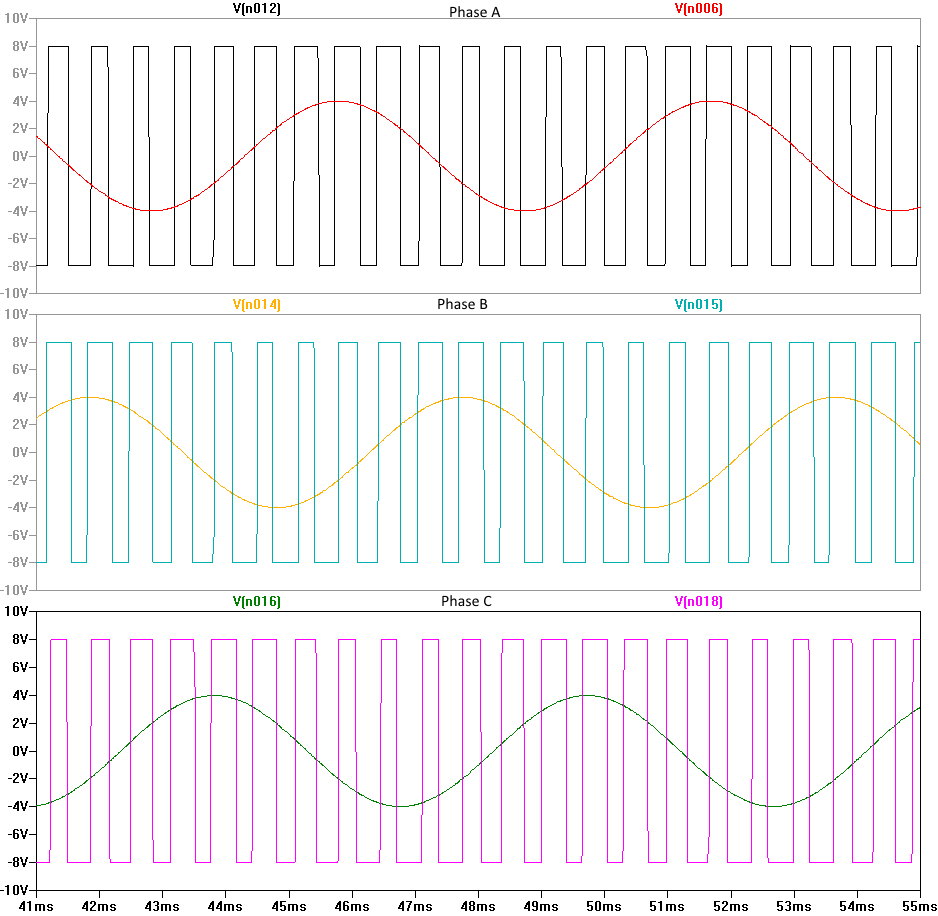 V(n012) Phase A V(n006)
10V
8V
6V
4V
2V
0V
-2V
-4V
-6V
-8V
-10V
V(n014) Phase B V(n015)
10V
8V
6V
4V
2V
0V
-2V
-4V
-6V
-8V
-10V
V(n016) Phase C V(n018)
10V
8V
6V
4V
2V
0V
-2V
-4V
-6V
-8V
-10V
41ms 42ms 43ms 44ms 45ms 46ms 47ms 48ms 49ms 50ms 51ms 52ms 53ms 54ms 55ms